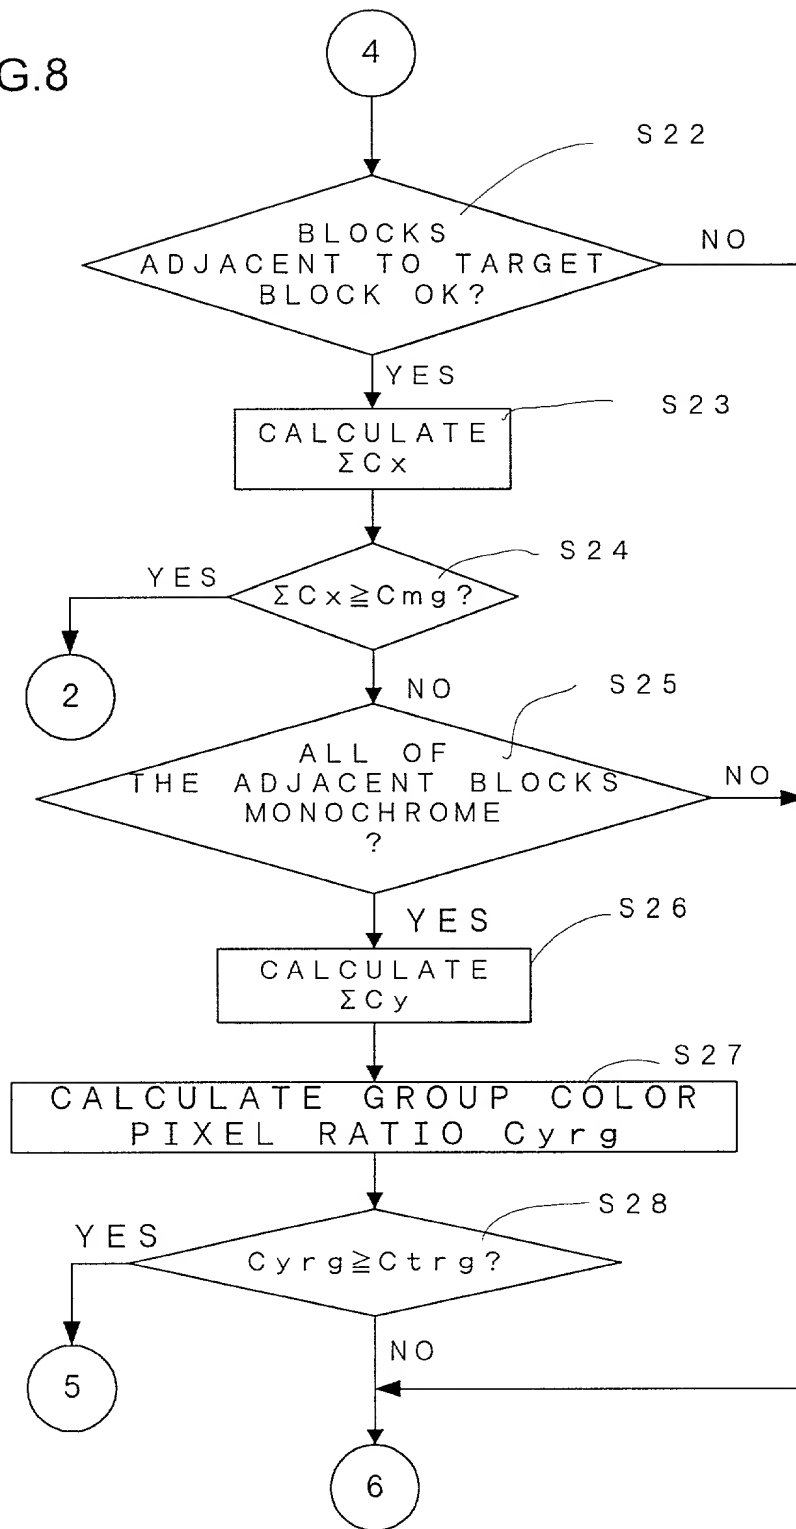 G.8
4
S22
BLOCKS
ADJACENT TO TARGET
BLOCK OK?
NO
YES
S23
CALCULATE
ΣCx
S24
YES
ΣCx≧Cmg?
2
NO
S25
ALL OF
THE ADJACENT BLOCKS
MONOCHROME
?
NO
YES
S26
CALCULATE
ΣCy
S27
CALCULATE GROUP COLOR
PIXEL RATIO Cyrg
S28
YES
Cyrg≧Ctrg?
NO
5
6